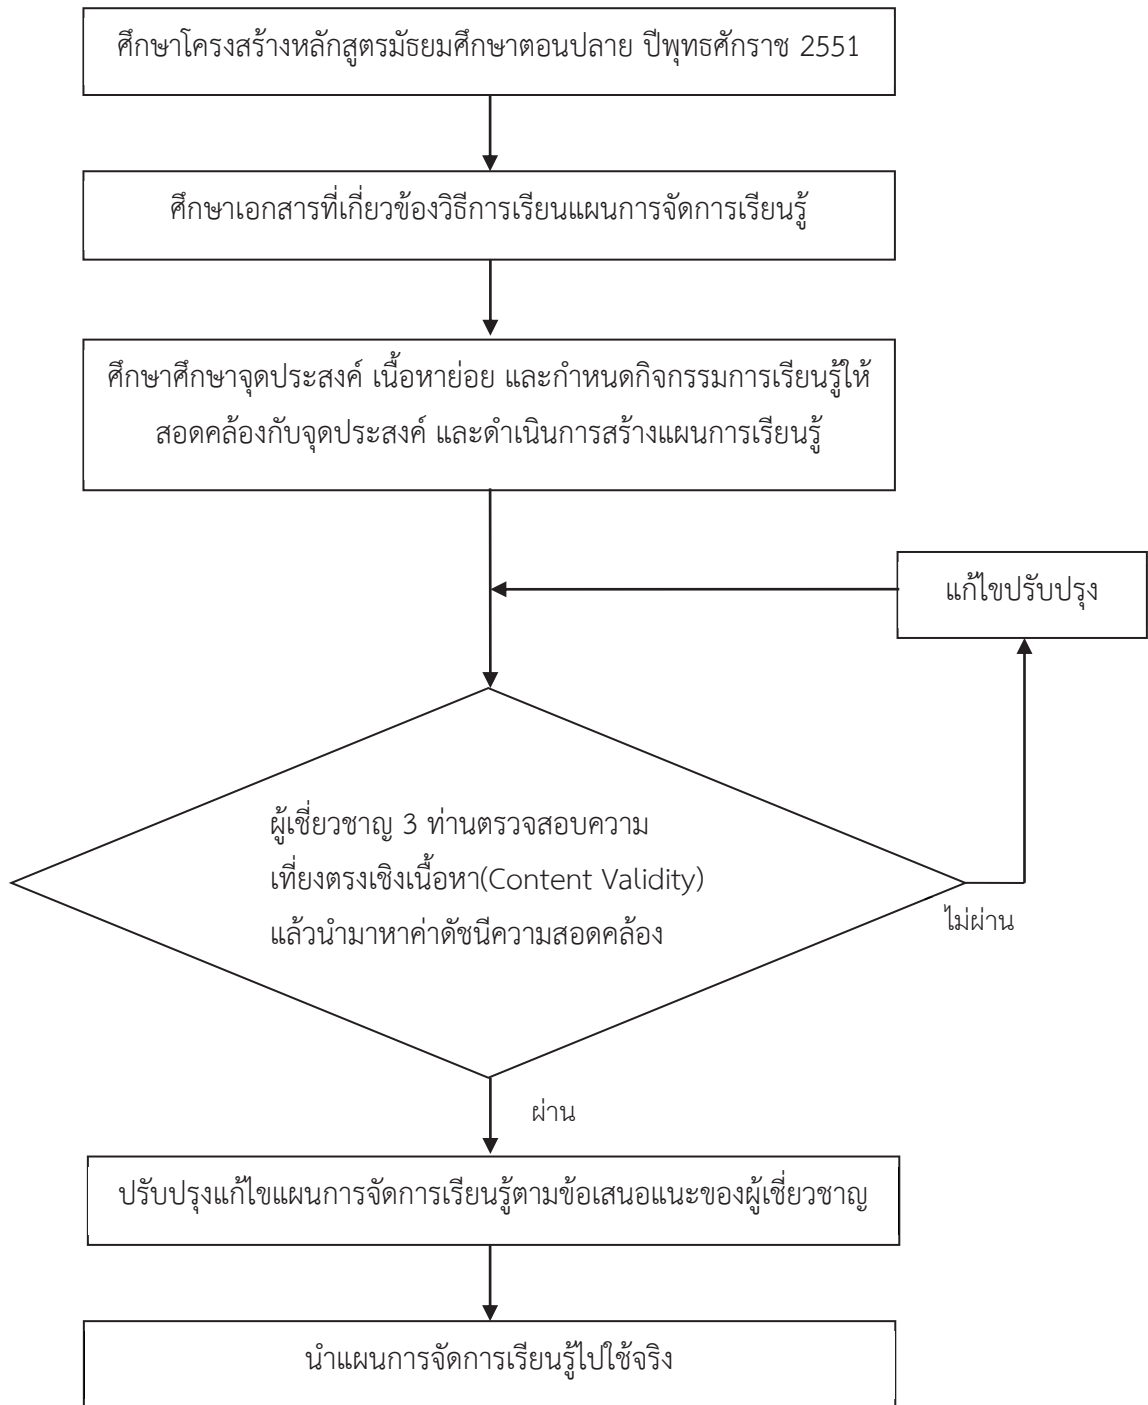 ศึกษาโครงสร้างหลักสูตรมัธยมศึกษาตอนปลาย ปีพุทธศักราช 2551
ศึกษาเอกสารที่เกี่ยวข้องวิธีการเรียนแผนการจัดการเรียนรู้
ศึกษาศึกษาจุดประสงค์ เนื้อหาย่อย และกำหนดกิจกรรมการเรียนรู้ให้
สอดคล้องกับจุดประสงค์ และดำเนินการสร้างแผนการเรียนรู้
แก้ไขปรับปรุง
ผู้เชี่ยวชาญ 3 ท่านตรวจสอบความ
เที่ยงตรงเชิงเนื้อหา(Content Validity)
แล้วนำมาหาค่าดัชนีความสอดคล้อง
ไม่ผ่าน
ผ่าน
ปรับปรุงแก้ไขแผนการจัดการเรียนรู้ตามข้อเสนอแนะของผู้เชี่ยวชาญ
นำแผนการจัดการเรียนรู้ไปใช้จริง